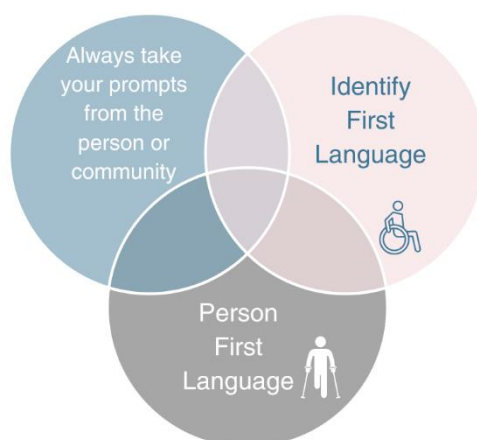 Always take
your prompts
from the
person or
community
Identify
First
Language
Person
First
Language